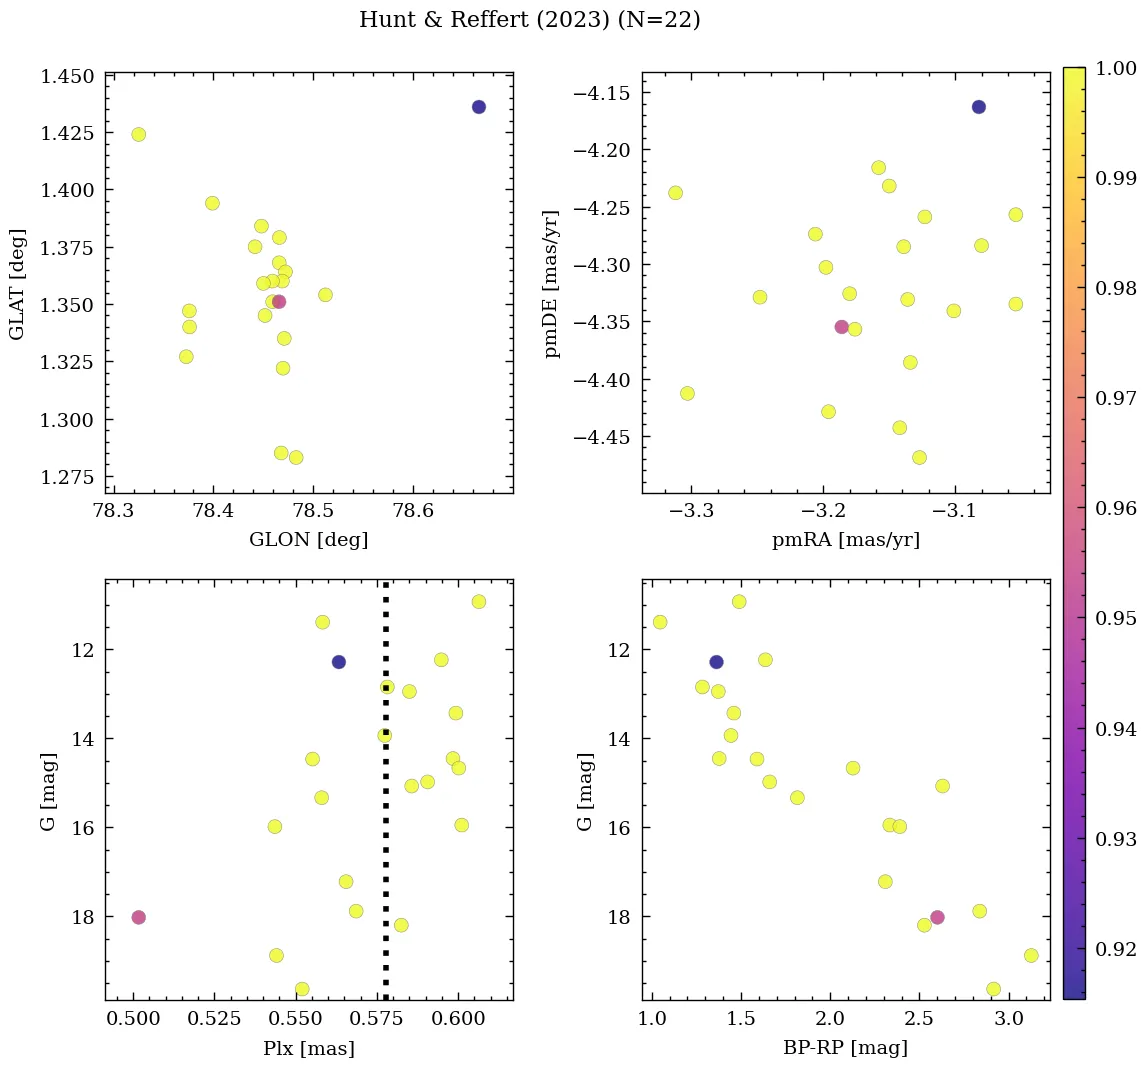 Hunt & Reffert (2023) (N=22)
1.450
1.425
1.400
1.375
1.350
1.325
1.300
1.275
GLAT [deg]
78.3 78.4 78.5 78.6
GLON [deg]
−4.15
−4.20
−4.25
−4.30
−4.35
−4.40
−4.45
pmDE [mas/yr]
−3.3 −3.2 −3.1
pmRA [mas/yr]
12
14
16
18
G [mag]
0.500 0.525 0.550 0.575 0.600
Plx [mas]
12
14
16
18
G [mag]
1.0 1.5 2.0 2.5 3.0
BP-RP [mag]
1.00
0.99
0.98
0.97
0.96
0.95
0.94
0.93
0.92